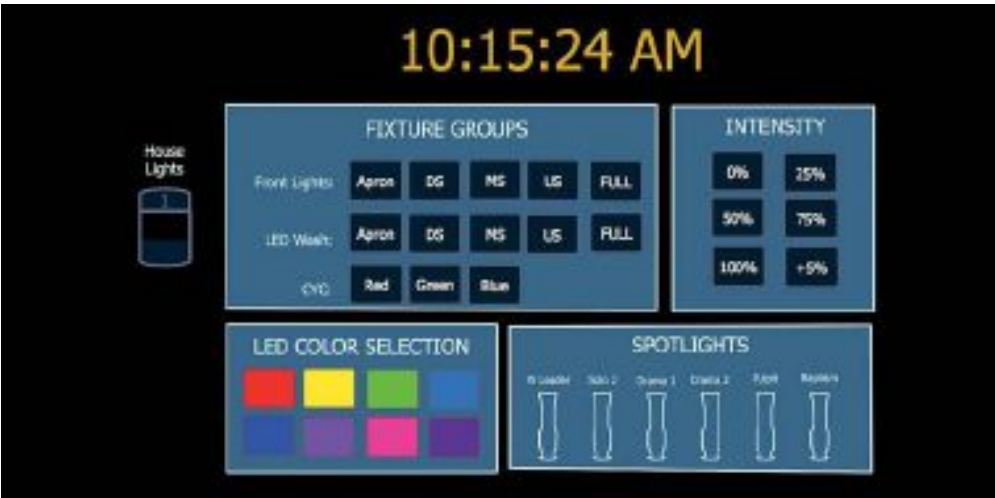 10:15:24 AM
House
Lights
1
FIXTURE GROUPS
Front Lights: Apron DS MS US FULL
LED Wash: Apron DS MS US FULL
CYC: Red Green Blue
INTENSITY
0% 25%
50% 75%
100% +5%
LED COLOR SELECTION
SPOTLIGHTS
Solo 2 Drama 1 Drama 2 Pulpit